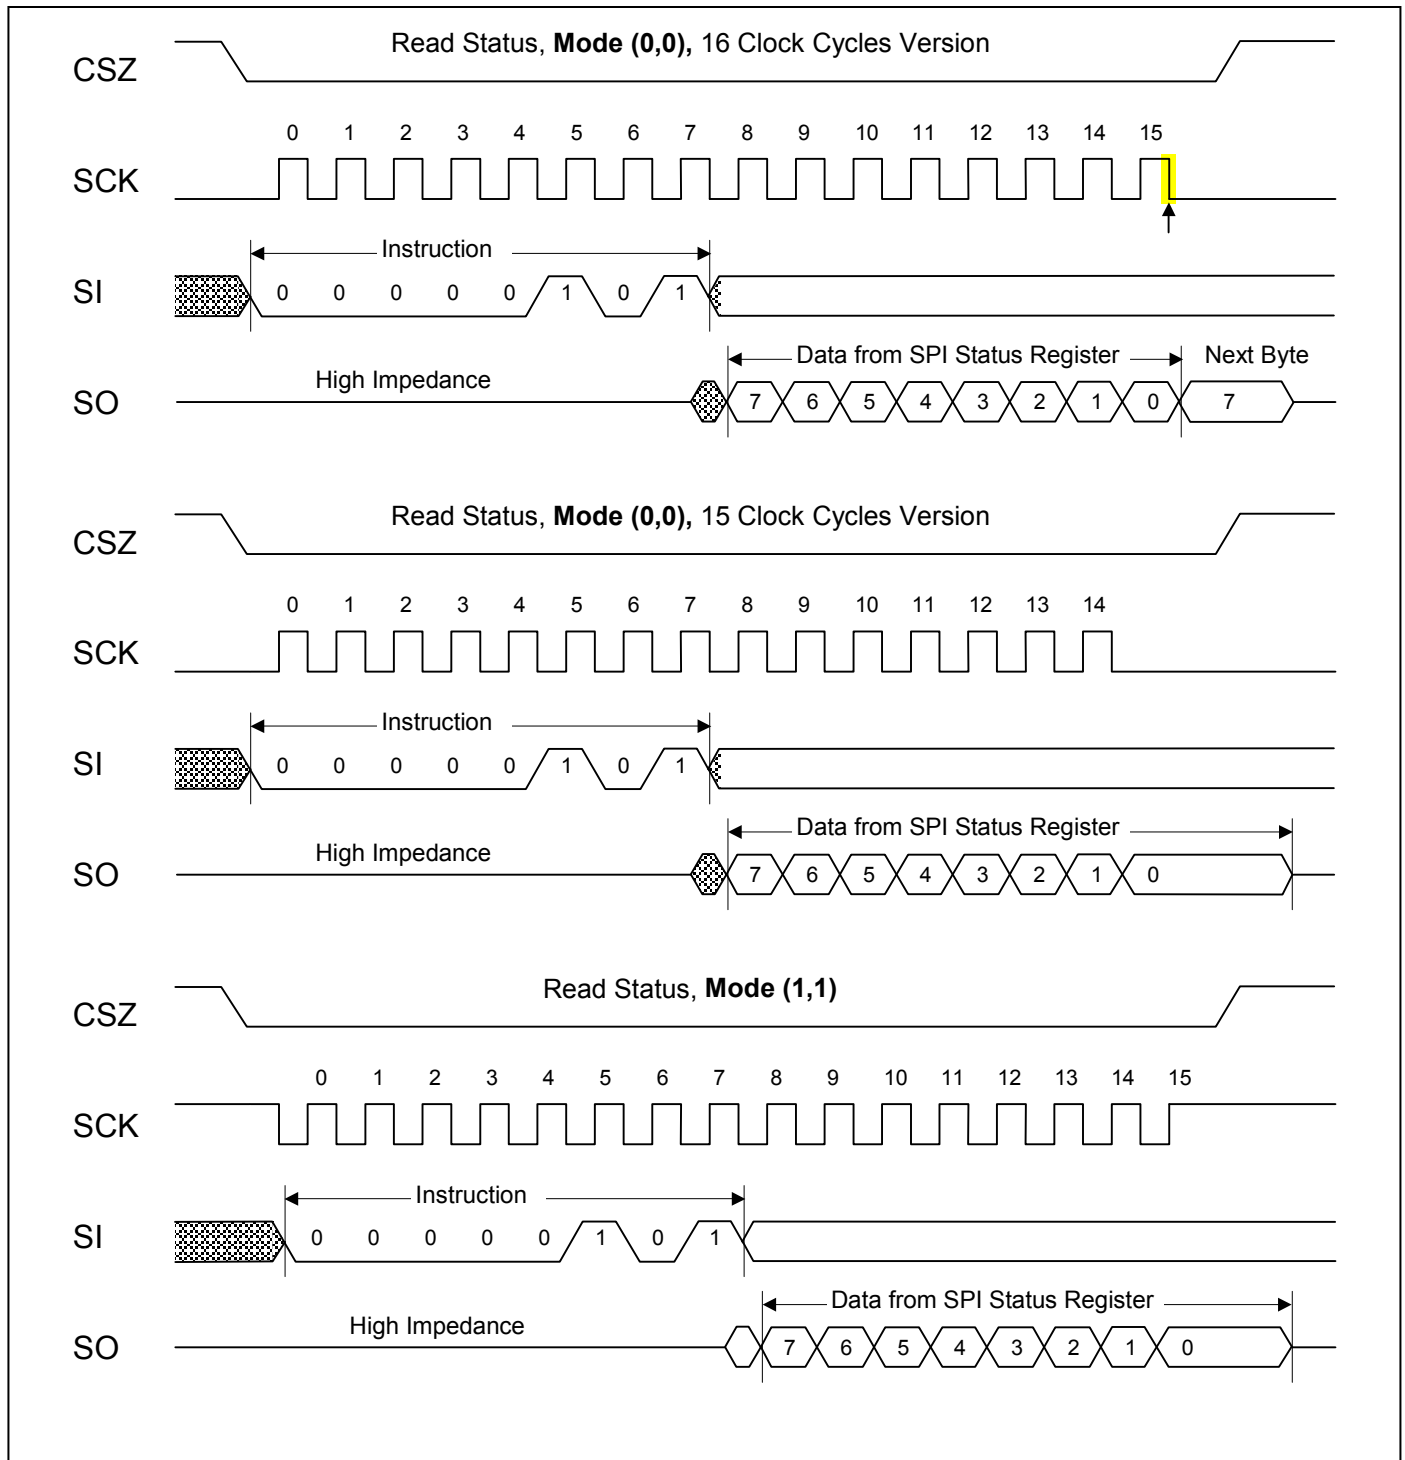 Read Status, Mode (0,0), 16 Clock Cycles Version
CSZ
0 1 2 3 4 5 6 7 8 9 10 11 12 13 14 15
SCK
Instruction
SI 0 0 0 0 0 1 0 1
Data from SPI Status Register Next Byte
High Impedance
SO 7 6 5 4 3 2 1 0 7
Read Status, Mode (0,0), 15 Clock Cycles Version
CSZ
0 1 2 3 4 5 6 7 8 9 10 11 12 13 14
SCK
Instruction
SI 0 0 0 0 0 1 0 1
Data from SPI Status Register
High Impedance
SO 7 6 5 4 3 2 1 0
Read Status, Mode (1,1)
CSZ
0 1 2 3 4 5 6 7 8 9 10 11 12 13 14 15
SCK
Instruction
SI 0 0 0 0 0 1 0 1
Data from SPI Status Register
High Impedance
SO 7 6 5 4 3 2 1 0